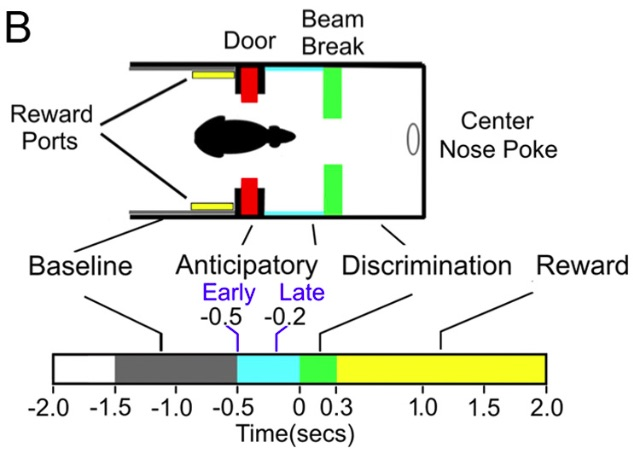 B
Door
Beam
Break
Reward
Ports
Center
Nose Poke
Baseline
Anticipatory
Discrimination
Reward
Early
Late
-0.5
-0.2
-2.0
-1.5
-1.0
-0.5
0
0.3
1.0
1.5
2.0
Time(secs)